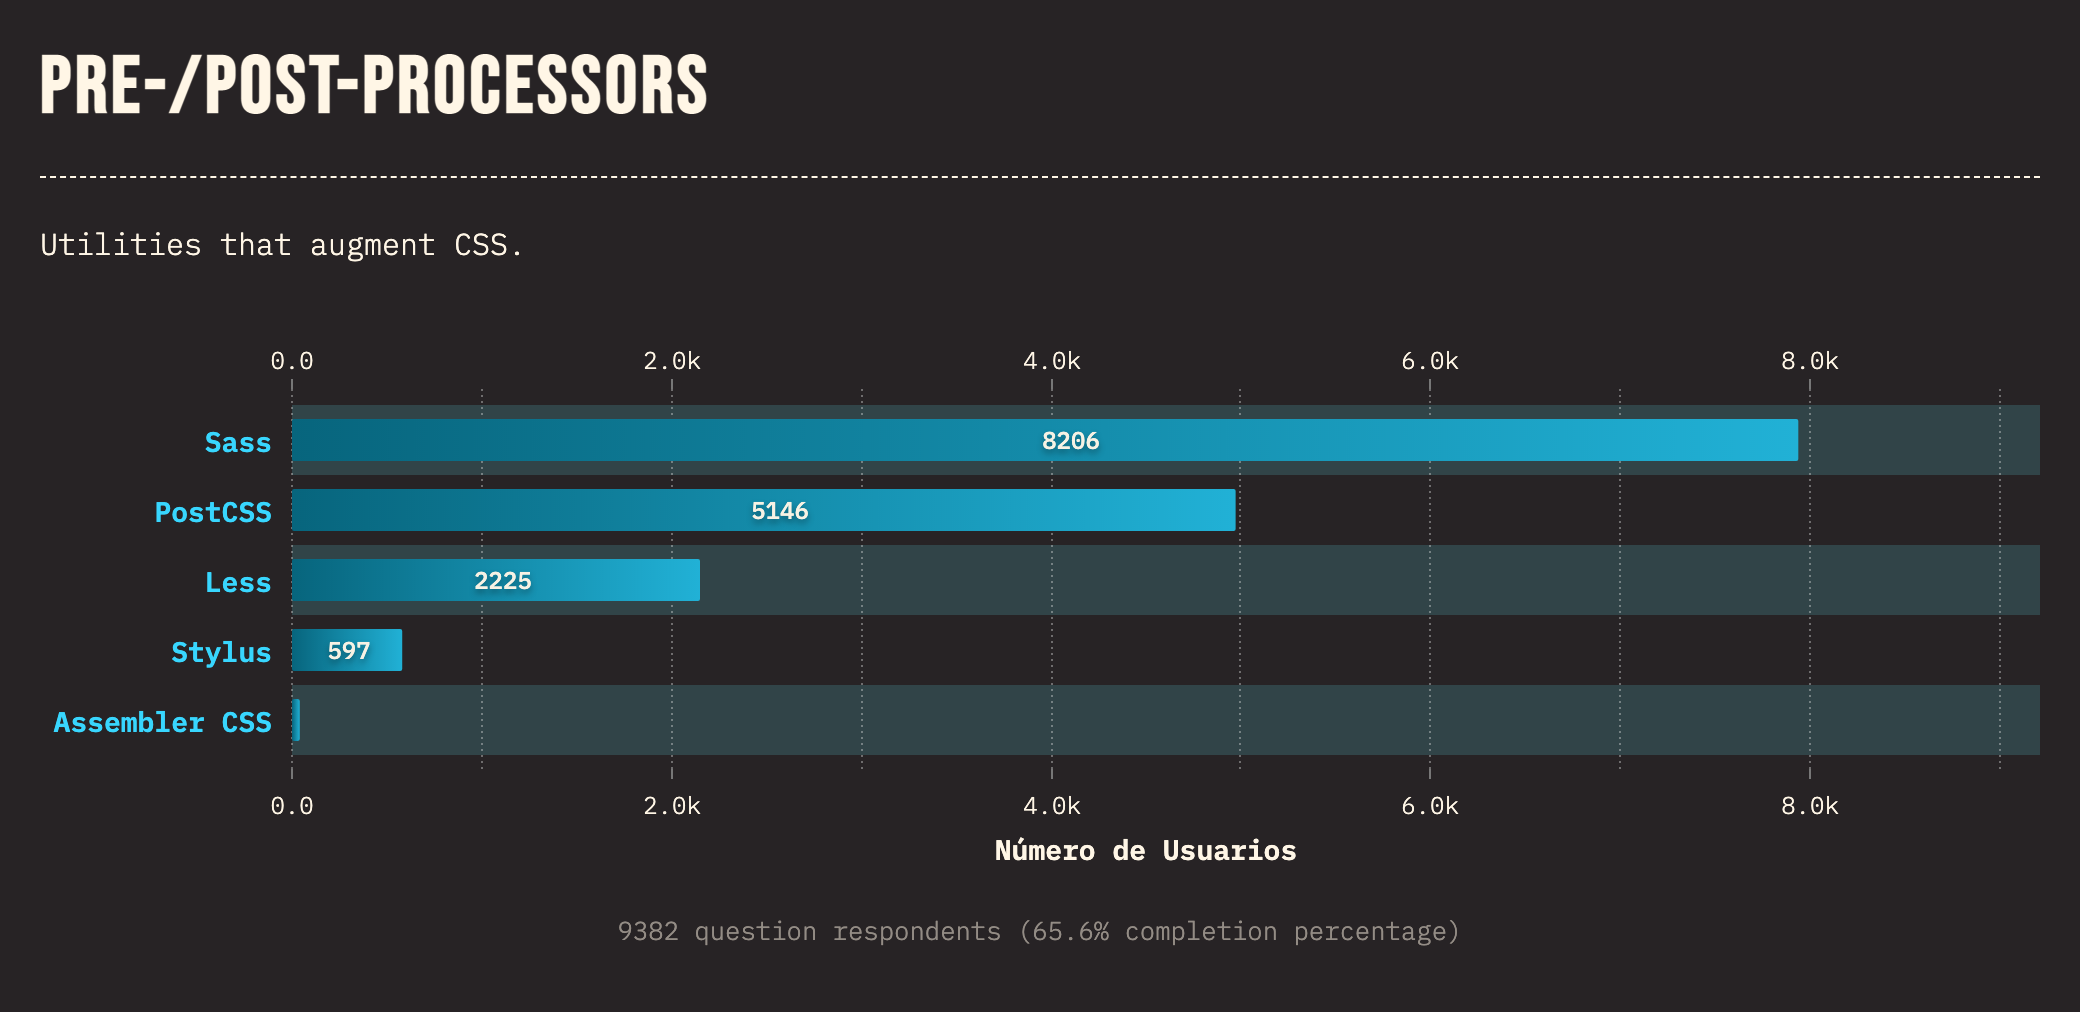 PRE-/POST-PROCESSORS
Utilities that augment CSS.
0.0 2.0k 4.0k 6.0k 8.0k
Sass 8206
PostCSS 5146
Less 2225
Stylus 597
Assembler CSS
0.0 2.0k 4.0k 6.0k 8.0k
Número de Usuarios
9382 question respondents (65.6% completion percentage)